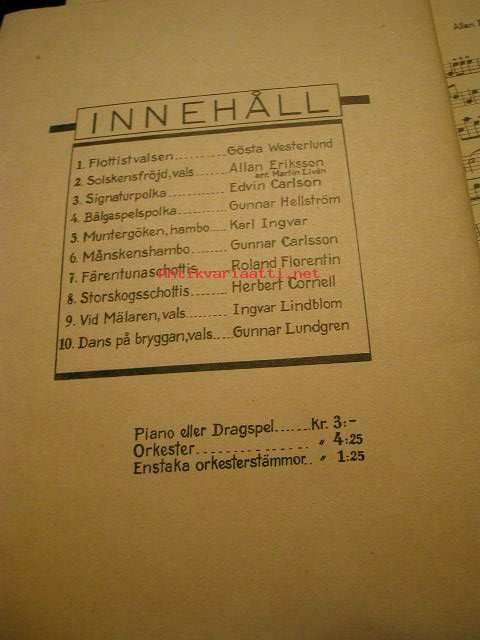 INNEHÅLL
1. Flottistvalsen........Gösta Westerlund
2. Solskensfröjd, vals......Allan Eriksson
arr. Martin Livén
3. Signaturpolka.........Edvin Carlson
4. Bälgaspelspolka........Gunnar Hellström
5. Muntergöken, hambo...Karl Ingvar
6. Månskenshambo......Gunnar Carlsson
7. Färentunaschottis.....Roland Florentin
antikvariaatti.net
8. Storskogsschottis......Herbert Cornell
9. Vid Mälaren, vals.....Ingvar Lindblom
10. Dans på bryggan, vals....Gunnar Lundgren
Piano eller Dragspel......Kr. 3:-
Orkester............ " 4:25
Enstaka orkesterstämmor.. " 1:25
Allan